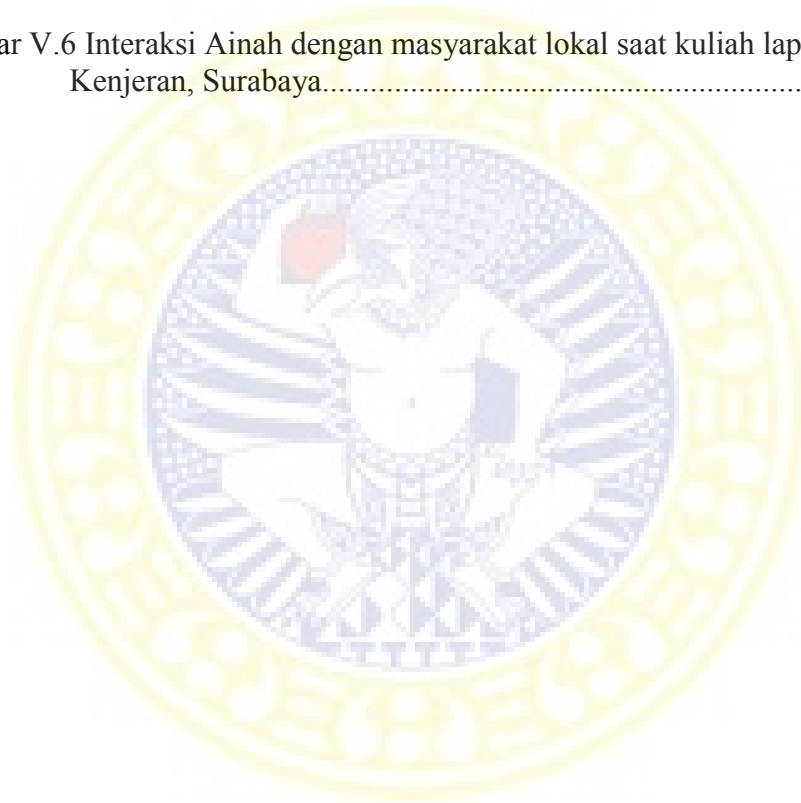 ar V.6 Interaksi Ainah dengan masyarakat lokal saat kuliah lap
Kenjeran, Surabaya.....................................................